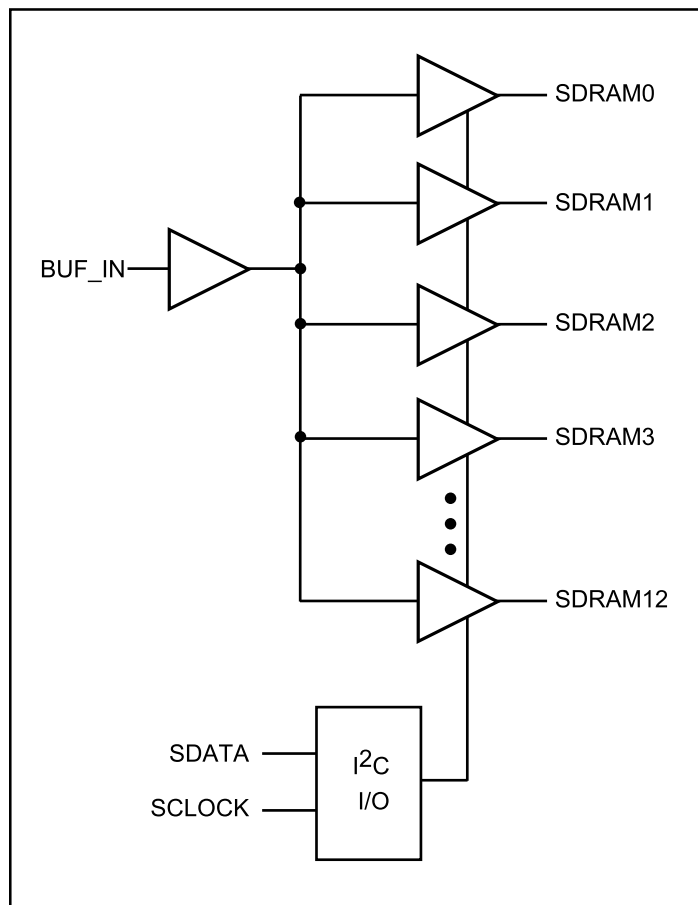 SDRAM0
SDRAM1
BUF_IN
SDRAM2
SDRAM3
SDRAM12
SDATA
I²C
I/O
SCLOCK